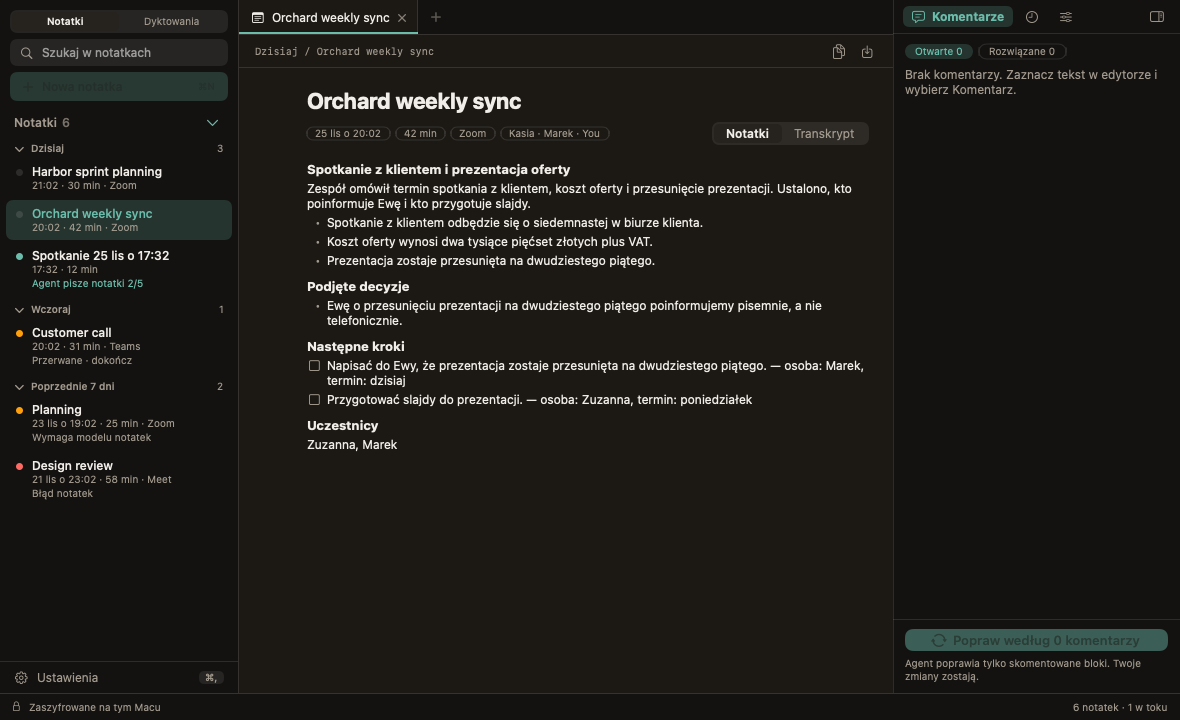 Notatki
Dyktowania
Szukaj w notatkach
+ Nowa notatka ⌘N
Notatki 6
Dzisiaj 3
Harbor sprint planning
21:02 · 30 min · Zoom
Orchard weekly sync
20:02 · 42 min · Zoom
Spotkanie 25 lis o 17:32
17:32 · 12 min
Agent pisze notatki 2/5
Wczoraj 1
Customer call
20:02 · 31 min · Teams
Przerwane · dokończ
Poprzednie 7 dni 2
Planning
23 lis o 19:02 · 25 min · Zoom
Wymaga modelu notatek
Design review
21 lis o 23:02 · 58 min · Meet
Błąd notatek
Ustawienia ⌘,
Zaszyfrowane na tym Macu
Orchard weekly sync
Dzisiaj / Orchard weekly sync
Orchard weekly sync
25 lis o 20:02
42 min
Zoom
Kasia · Marek · You
Notatki
Transkrypt
Spotkanie z klientem i prezentacja oferty
Zespół omówił termin spotkania z klientem, koszt oferty i przesunięcie prezentacji. Ustalono, kto
poinformuje Ewę i kto przygotuje slajdy.
• Spotkanie z klientem odbędzie się o siedemnastej w biurze klienta.
• Koszt oferty wynosi dwa tysiące pięćset złotych plus VAT.
• Prezentacja zostaje przesunięta na dwudziestego piątego.
Podjęte decyzje
• Ewę o przesunięciu prezentacji na dwudziestego piątego poinformujemy pisemnie, a nie
telefonicznie.
Następne kroki
Napisać do Ewy, że prezentacja zostaje przesunięta na dwudziestego piątego. — osoba: Marek,
termin: dzisiaj
Przygotować slajdy do prezentacji. — osoba: Zuzanna, termin: poniedziałek
Uczestnicy
Zuzanna, Marek
Komentarze
Otwarte 0
Rozwiązane 0
Brak komentarzy. Zaznacz tekst w edytorze i
wybierz Komentarz.
Popraw według 0 komentarzy
Agent poprawia tylko skomentowane bloki. Twoje
zmiany zostają.
6 notatek · 1 w toku